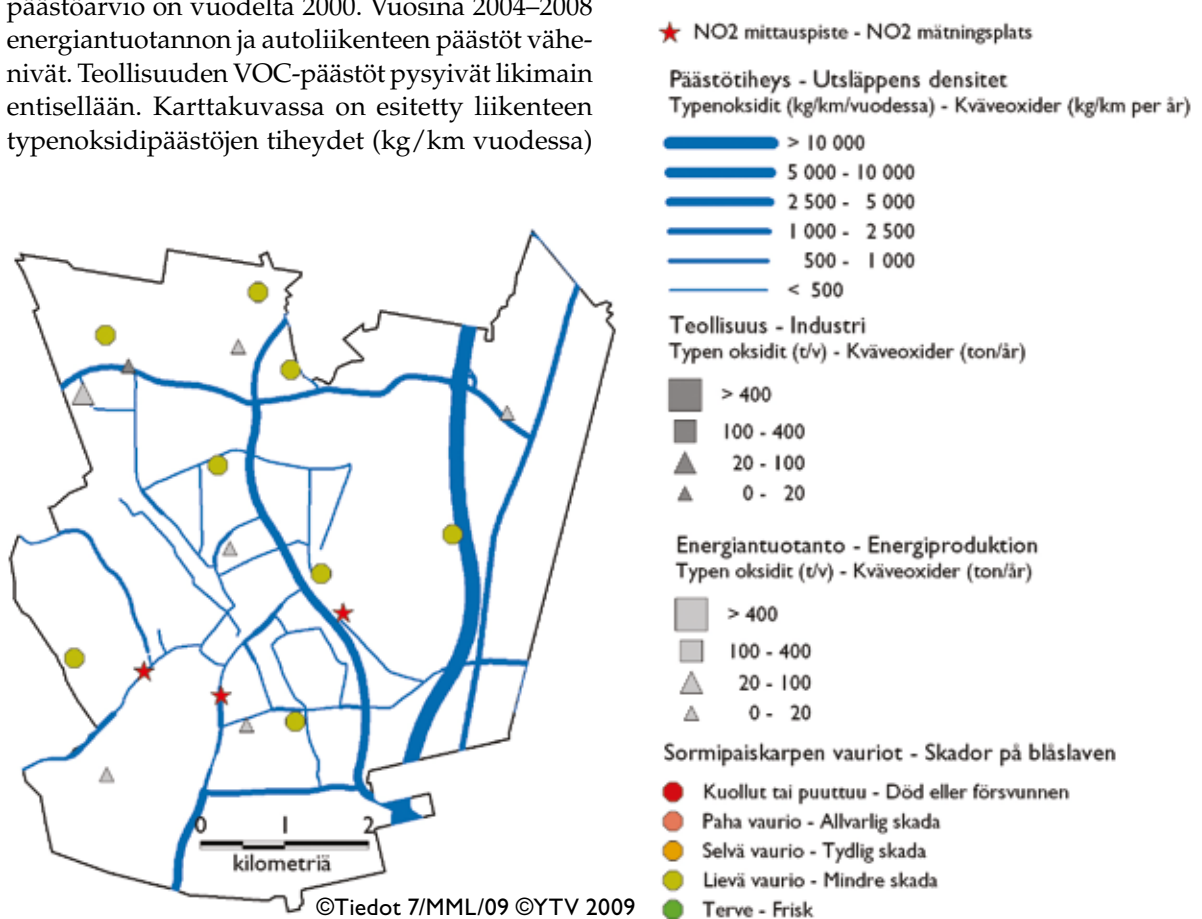 päästöarvio on vuodelta 2000. Vuosina 2004–2008
energiantuotannon ja autoliikenteen päästöt vähe-
nivät. Teollisuuden VOC-päästöt pysyivät likimain
entisellään. Karttakuvassa on esitetty liikenteen
typenoksidipäästöjen tiheydet (kg/km vuodessa)
NO2 mittauspiste - NO2 mätningsplats
Päästötiheys - Utsläppens densitet
Typenoksidit (kg/km/vuodessa) - Kväveoxider (kg/km per år)
> 10 000
5 000 - 10 000
2 500 - 5 000
1 000 - 2 500
500 - 1 000
< 500
Teollisuus - Industri
Typen oksidit (t/v) - Kväveoxider (ton/år)
> 400
100 - 400
20 - 100
0 - 20
Energiantuotanto - Energiproduktion
Typen oksidit (t/v) - Kväveoxider (ton/år)
> 400
100 - 400
20 - 100
0 - 20
Sormipaiskarpen vauriot - Skador på blåslaven
Kuollut tai puuttuu - Död eller försvunnen
Paha vaurio - Allvarlig skada
Selvä vaurio - Tydlig skada
Lievä vaurio - Mindre skada
Terve - Frisk
0 1 2
kilometriä
©Tiedot 7/MML/09 ©YTV 2009